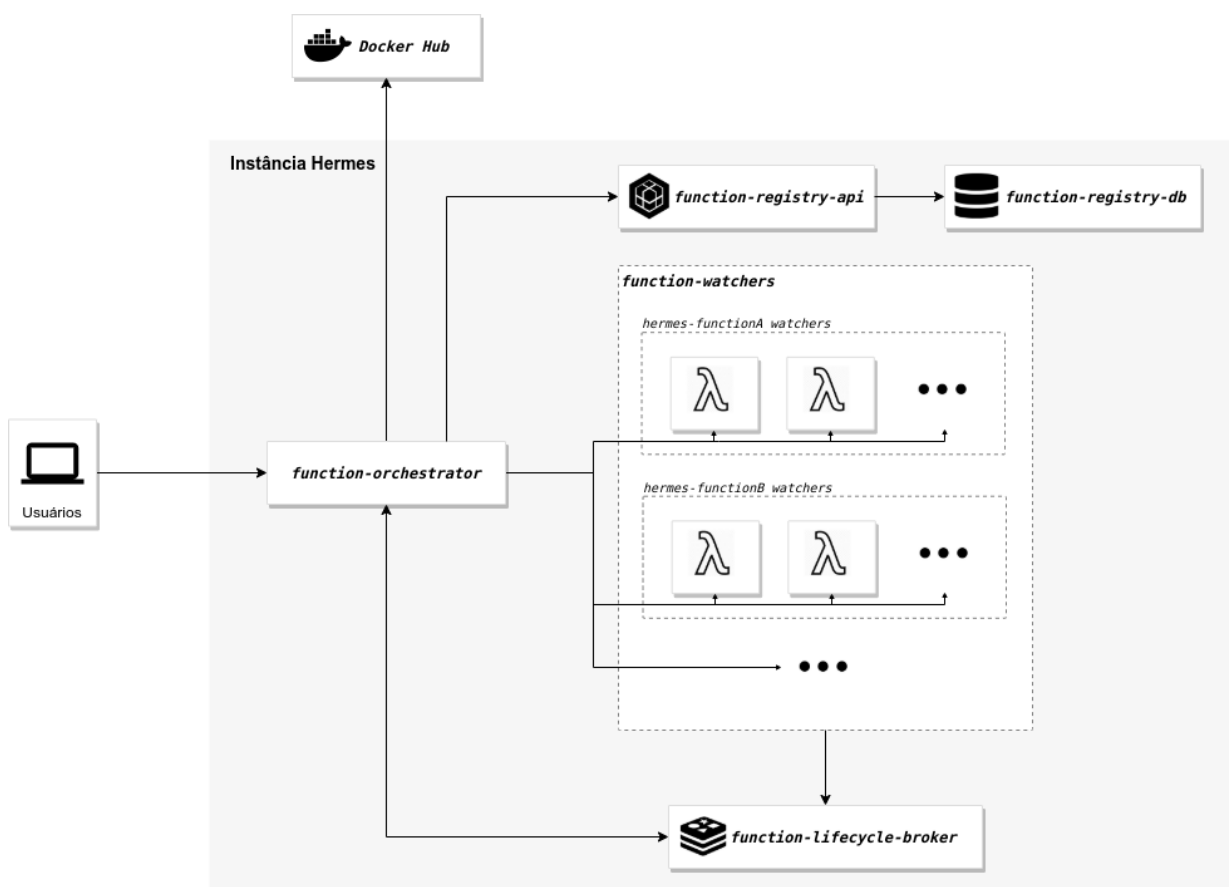 Docker Hub
Instância Hermes
function-registry-api
function-registry-db
function-watchers
hermes-functionA watchers
λ λ
Usuários
function-orchestrator
hermes-functionB watchers
λ λ
function-lifecycle-broker